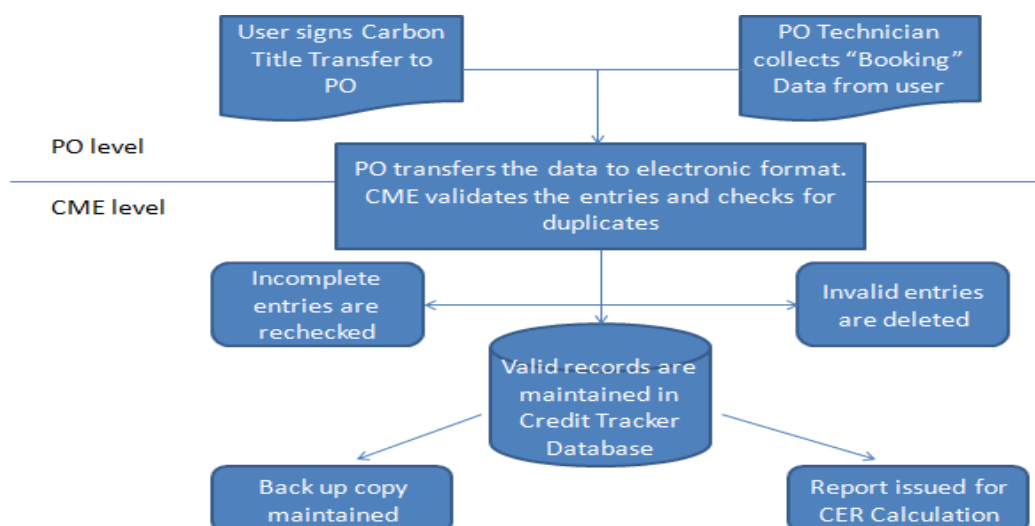 User signs Carbon
Title Transfer to
PO
PO Technician
collects “Booking”
Data from user
PO level
PO transfers the data to electronic format.
CME validates the entries and checks for
duplicates
CME level
Incomplete
entries are
rechecked
Invalid entries
are deleted
Valid records are
maintained in
Credit Tracker
Database
Back up copy
maintained
Report issued for
CER Calculation